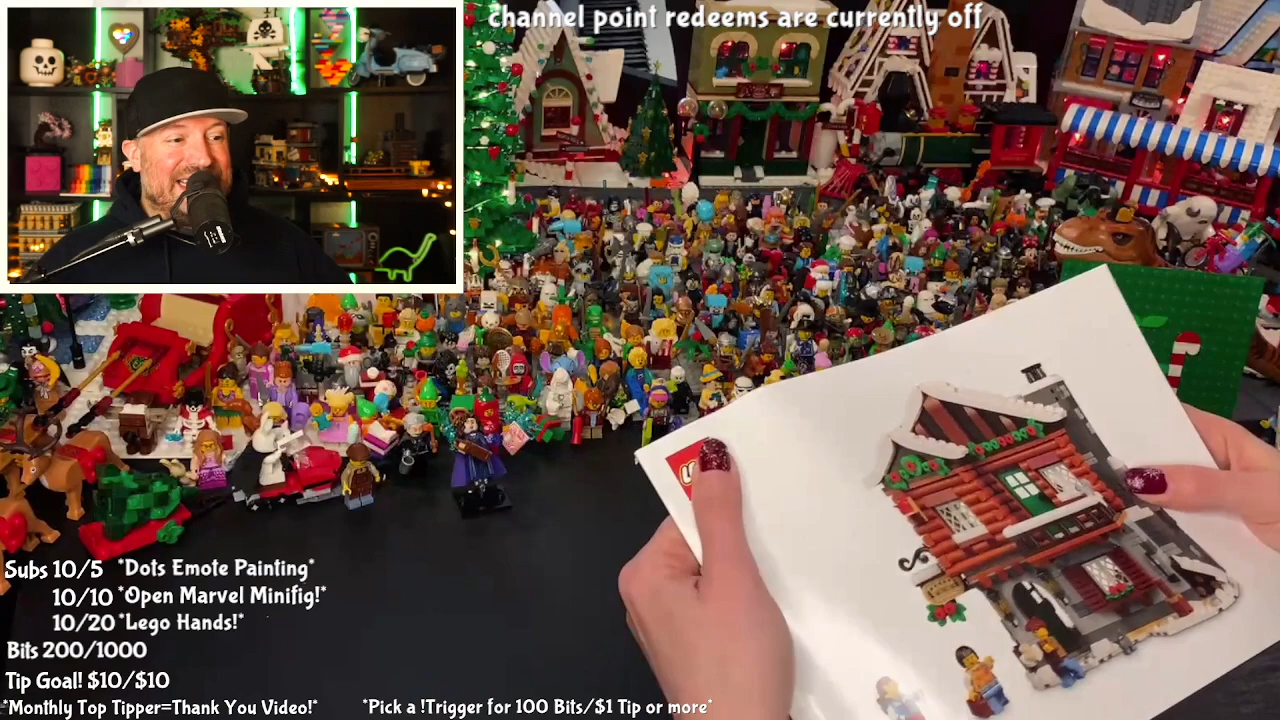 channel point redeems are currently off
Subs 10/5 *Dots Emote Painting*
10/10 *Open Marvel Minifig!*
10/20 *Lego Hands!*
Bits 200/1000
Tip Goal! $10/$10
*Monthly Top Tipper=Thank You Video!* *Pick a !Trigger for 100 Bits/$1 Tip or more*